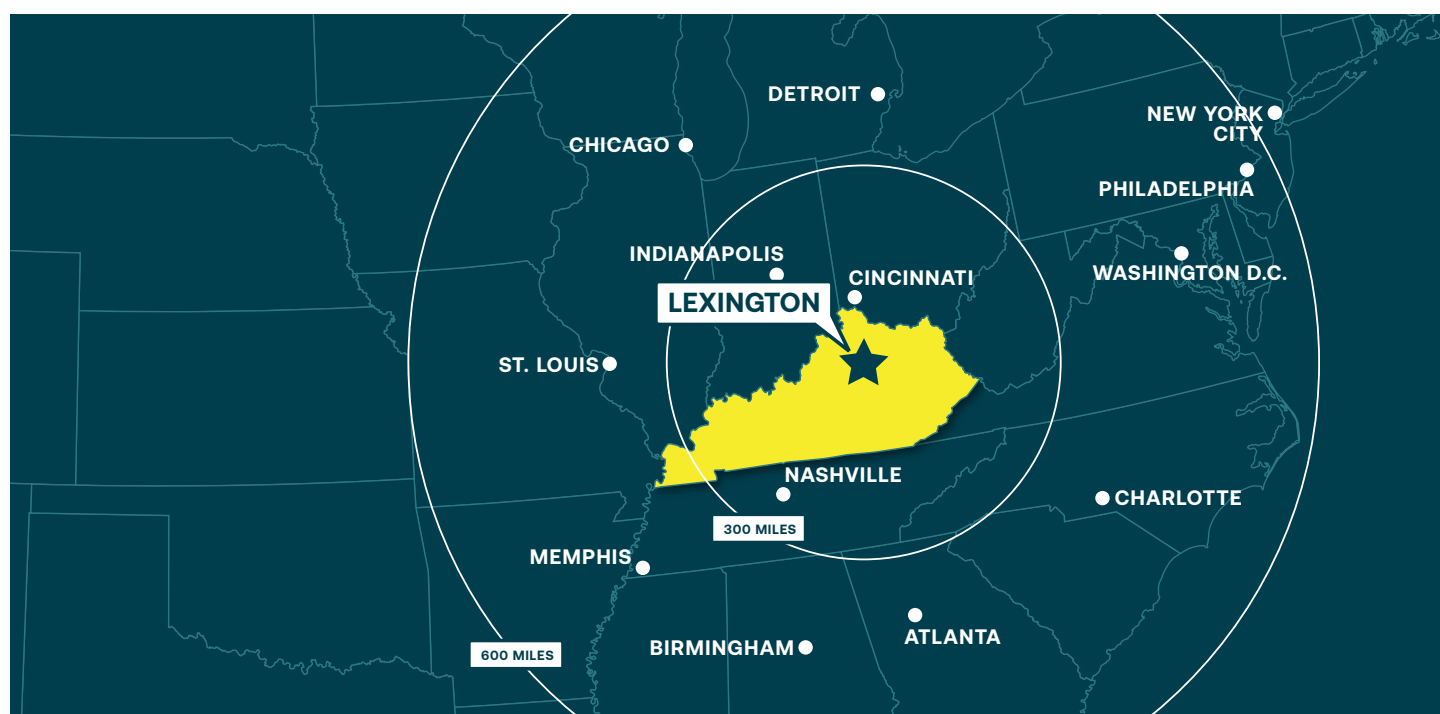 DETROIT
NEW YORK
CITY
CHICAGO
PHILADELPHIA
INDIANAPOLIS
CINCINNATI
WASHINGTON D.C.
LEXINGTON
ST. LOUIS
NASHVILLE
CHARLOTTE
300 MILES
MEMPHIS
ATLANTA
BIRMINGHAM
600 MILES